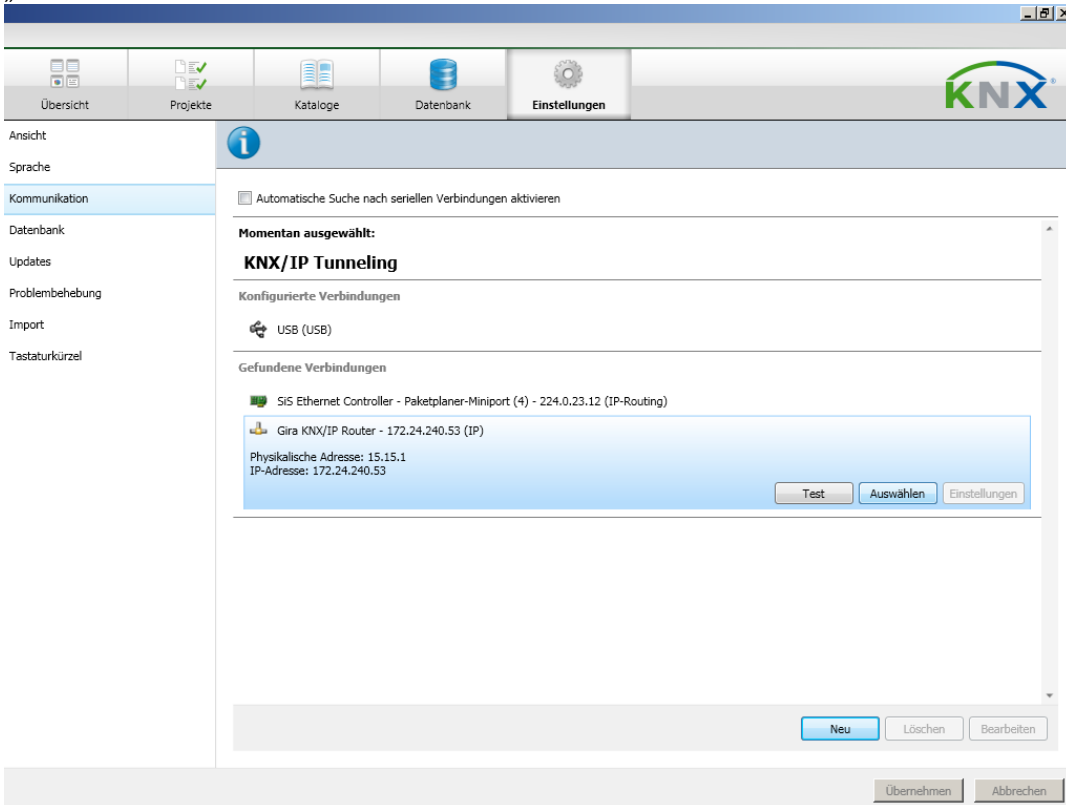 „
Übersicht
Projekte
Kataloge
Datenbank
Einstellungen
KNX®
Ansicht
Sprache
Kommunikation
Datenbank
Updates
Problembehebung
Import
Tastaturkürzel
Automatische Suche nach seriellen Verbindungen aktivieren
Momentan ausgewählt:
KNX/IP Tunneling
Konfigurierte Verbindungen
USB (USB)
Gefundene Verbindungen
SiS Ethernet Controller - Paketplaner-Miniport (4) - 224.0.23.12 (IP-Routing)
Gira KNX/IP Router - 172.24.240.53 (IP)
Physikalische Adresse: 15.15.1
IP-Adresse: 172.24.240.53
Test
Auswählen
Einstellungen
Neu
Löschen
Bearbeiten
Übernehmen
Abbrechen